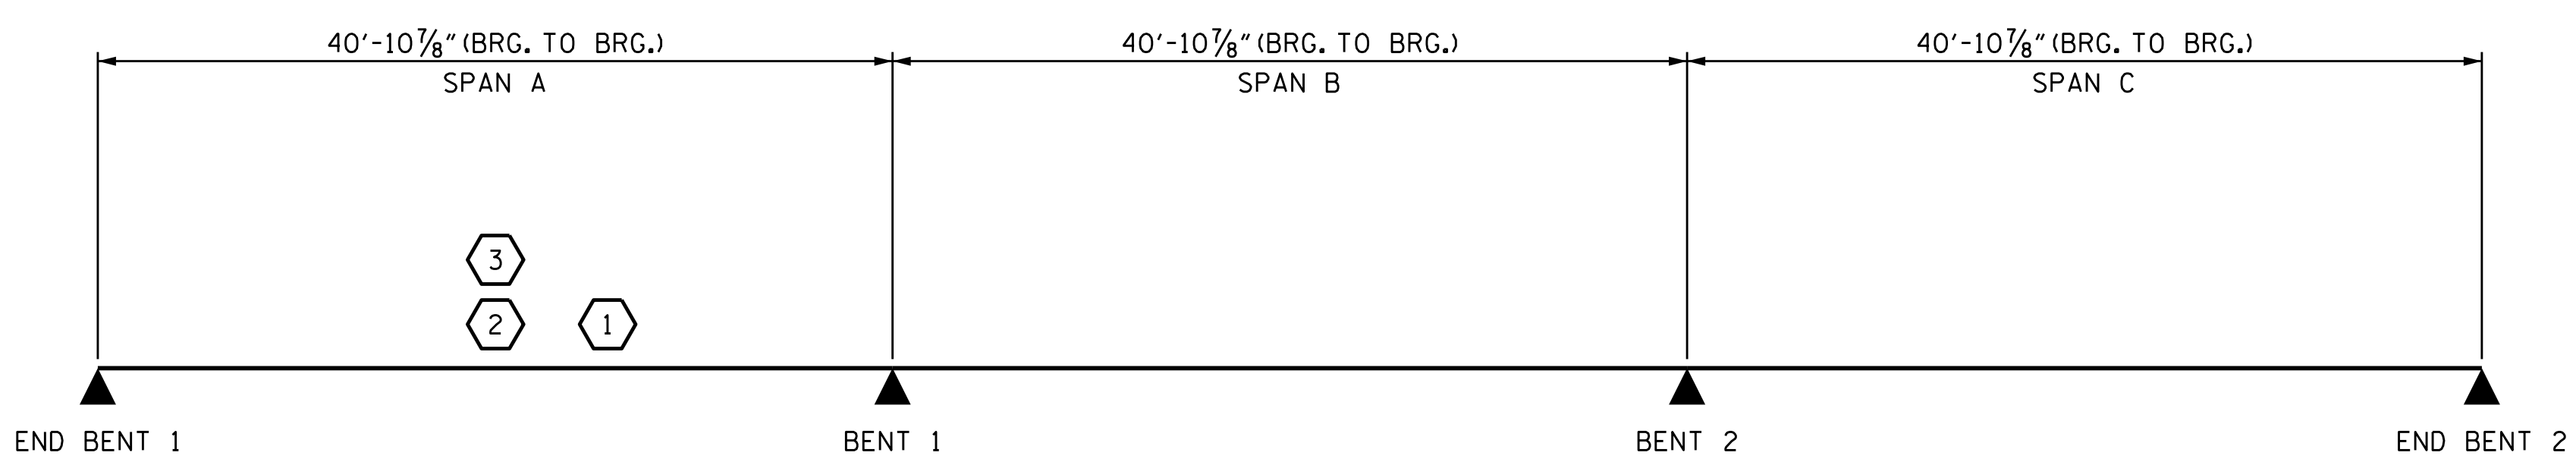 40'-10⅞" (BRG. TO BRG.) 40'-10⅞" (BRG. TO BRG.) 40'-10⅞" (BRG. TO BRG.)
SPAN A SPAN B SPAN C
3
2 1
END BENT 1 BENT 1 BENT 2 END BENT 2